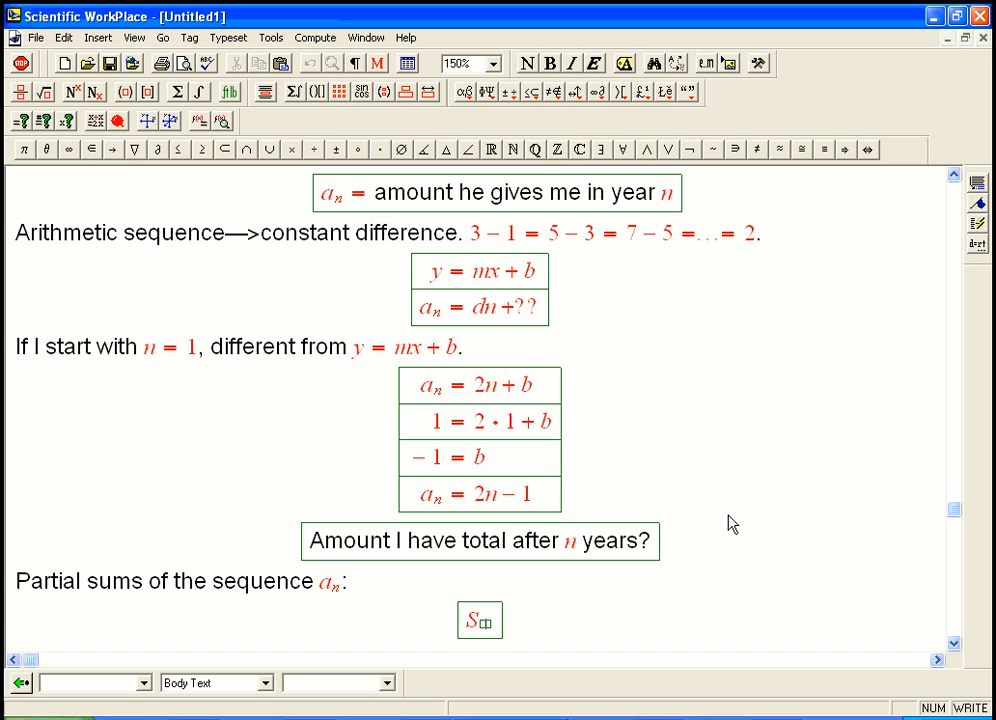 Scientific WorkPlace - [Untitled1]
File Edit Insert View Go Tag Typeset Tools Compute Window Help
STOP ¶ M 150% N B I E
aₙ = amount he gives me in year n
Arithmetic sequence—>constant difference. 3 − 1 = 5 − 3 = 7 − 5 =…= 2.
y = mx + b
aₙ = dn +??
If I start with n = 1, different from y = mx + b.
aₙ = 2n + b
1 = 2 · 1 + b
− 1 = b
aₙ = 2n − 1
Amount I have total after n years?
Partial sums of the sequence aₙ:
S
Body Text
NUM WRITE